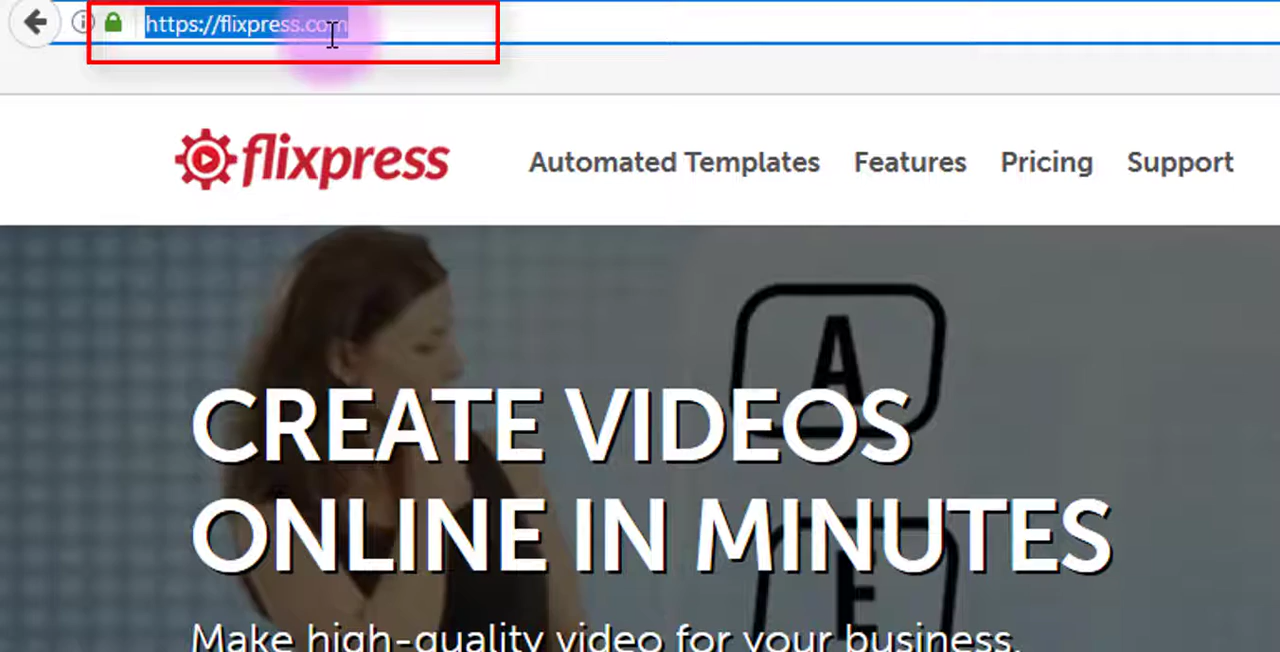 https://flixpress.com
flixpress
Automated Templates Features Pricing Support
A
CREATE VIDEOS
ONLINE IN MINUTES
E
Make high-quality video for your business.